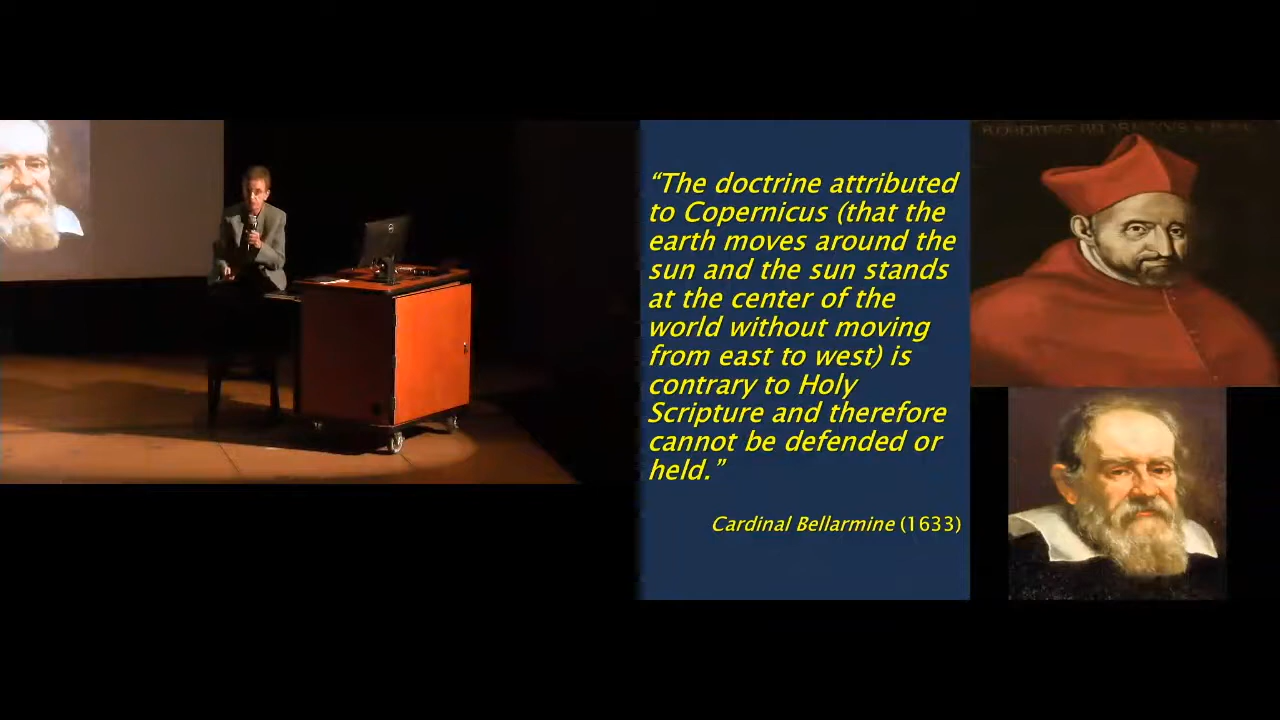 “The doctrine attributed
to Copernicus (that the
earth moves around the
sun and the sun stands
at the center of the
world without moving
from east to west) is
contrary to Holy
Scripture and therefore
cannot be defended or
held.”
Cardinal Bellarmine (1633)